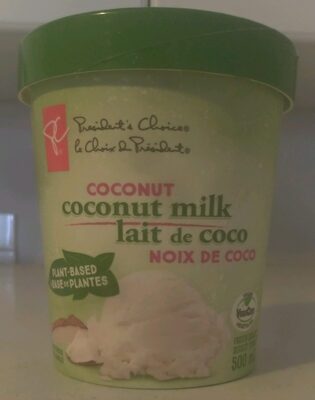 PC
President's Choice®
le Choix du Président®
COCONUT
coconut milk
lait de coco
NOIX DE COCO
PLANT-BASED
BASE DE PLANTES
500